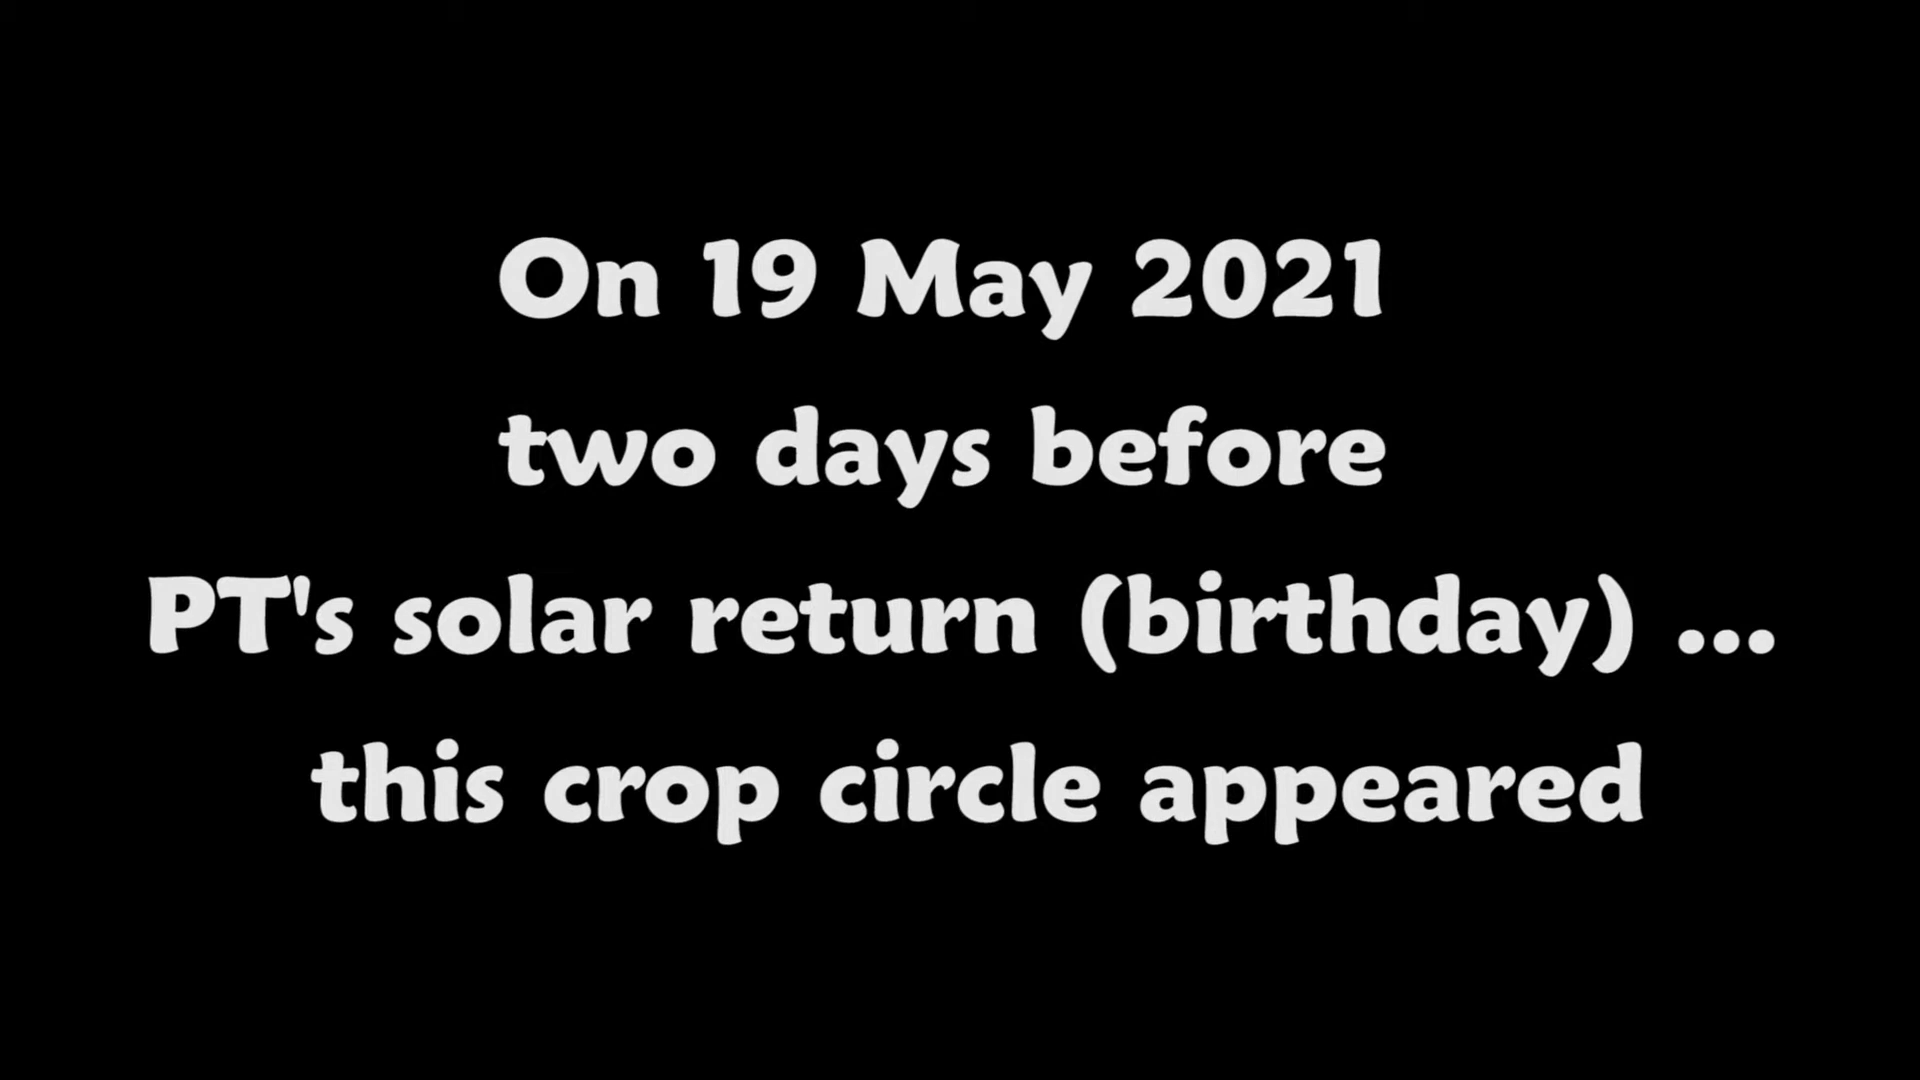 On 19 May 2021
two days before
PT's solar return (birthday) ...
this crop circle appeared